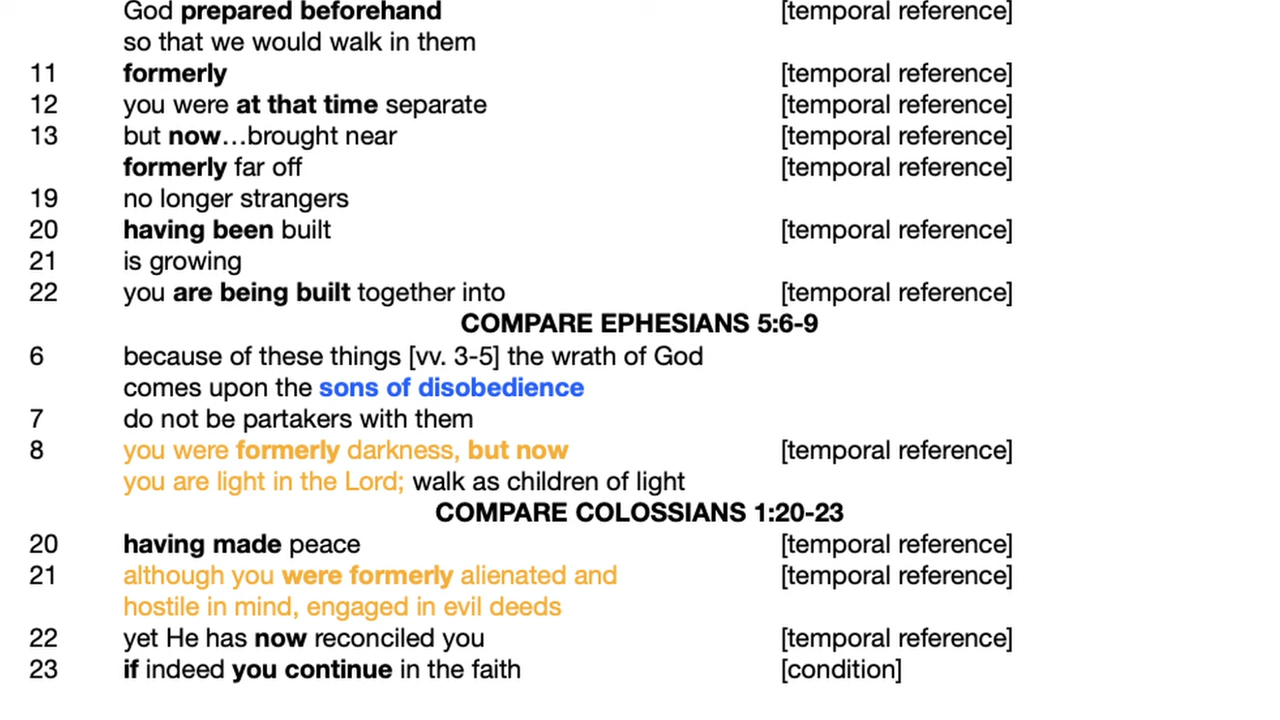 God prepared beforehand [temporal reference]
so that we would walk in them
11 formerly [temporal reference]
12 you were at that time separate [temporal reference]
13 but now…brought near [temporal reference]
formerly far off [temporal reference]
19 no longer strangers
20 having been built [temporal reference]
21 is growing
22 you are being built together into [temporal reference]
COMPARE EPHESIANS 5:6-9
6 because of these things [vv. 3-5] the wrath of God
comes upon the sons of disobedience
7 do not be partakers with them
8 you were formerly darkness, but now [temporal reference]
you are light in the Lord; walk as children of light
COMPARE COLOSSIANS 1:20-23
20 having made peace [temporal reference]
21 although you were formerly alienated and [temporal reference]
hostile in mind, engaged in evil deeds
22 yet He has now reconciled you [temporal reference]
23 if indeed you continue in the faith [condition]